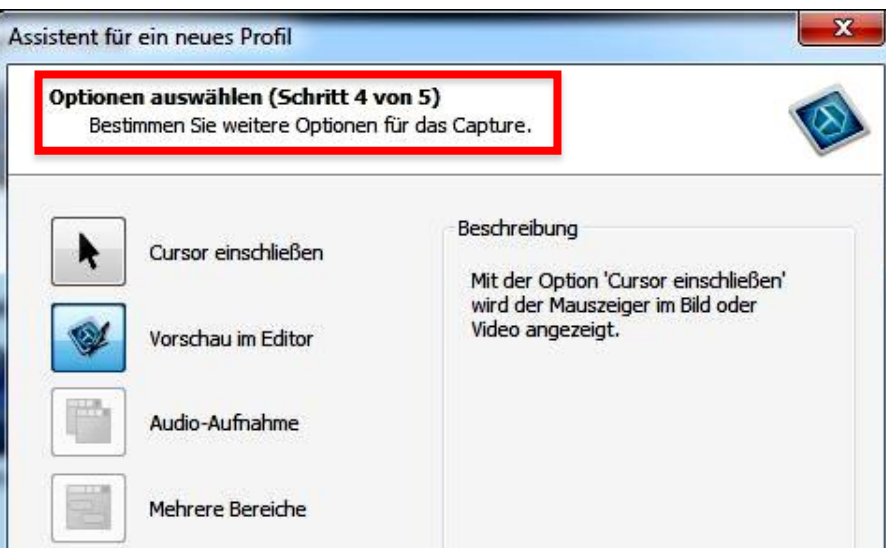 Assistent für ein neues Profil
Optionen auswählen (Schritt 4 von 5)
Bestimmen Sie weitere Optionen für das Capture.
Cursor einschließen
Vorschau im Editor
Audio-Aufnahme
Mehrere Bereiche
Beschreibung
Mit der Option 'Cursor einschließen'
wird der Mauszeiger im Bild oder
Video angezeigt.